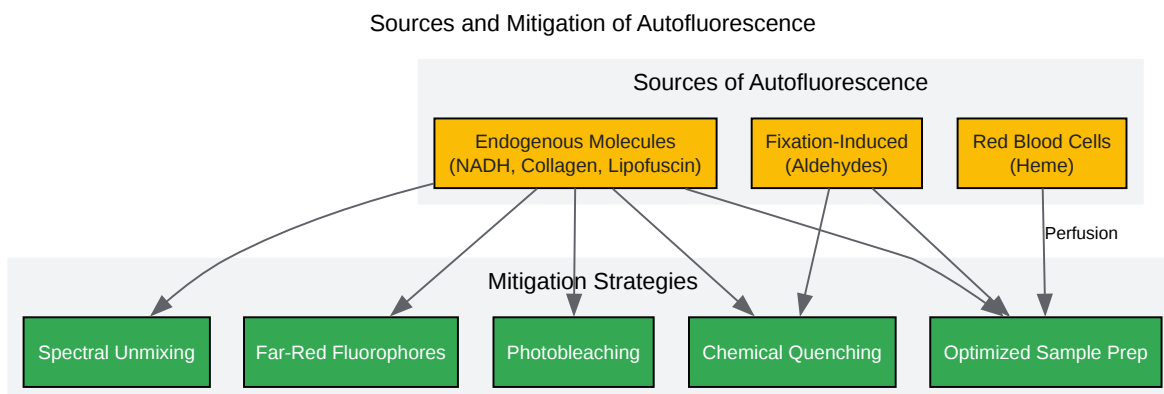 Sources and Mitigation of Autofluorescence
Sources of Autofluorescence
Endogenous Molecules
(NADH, Collagen, Lipofuscin)
Fixation-Induced
(Aldehydes)
Red Blood Cells
(Heme)
Perfusion
Mitigation Strategies
Spectral Unmixing
Far-Red Fluorophores
Photobleaching
Chemical Quenching
Optimized Sample Prep